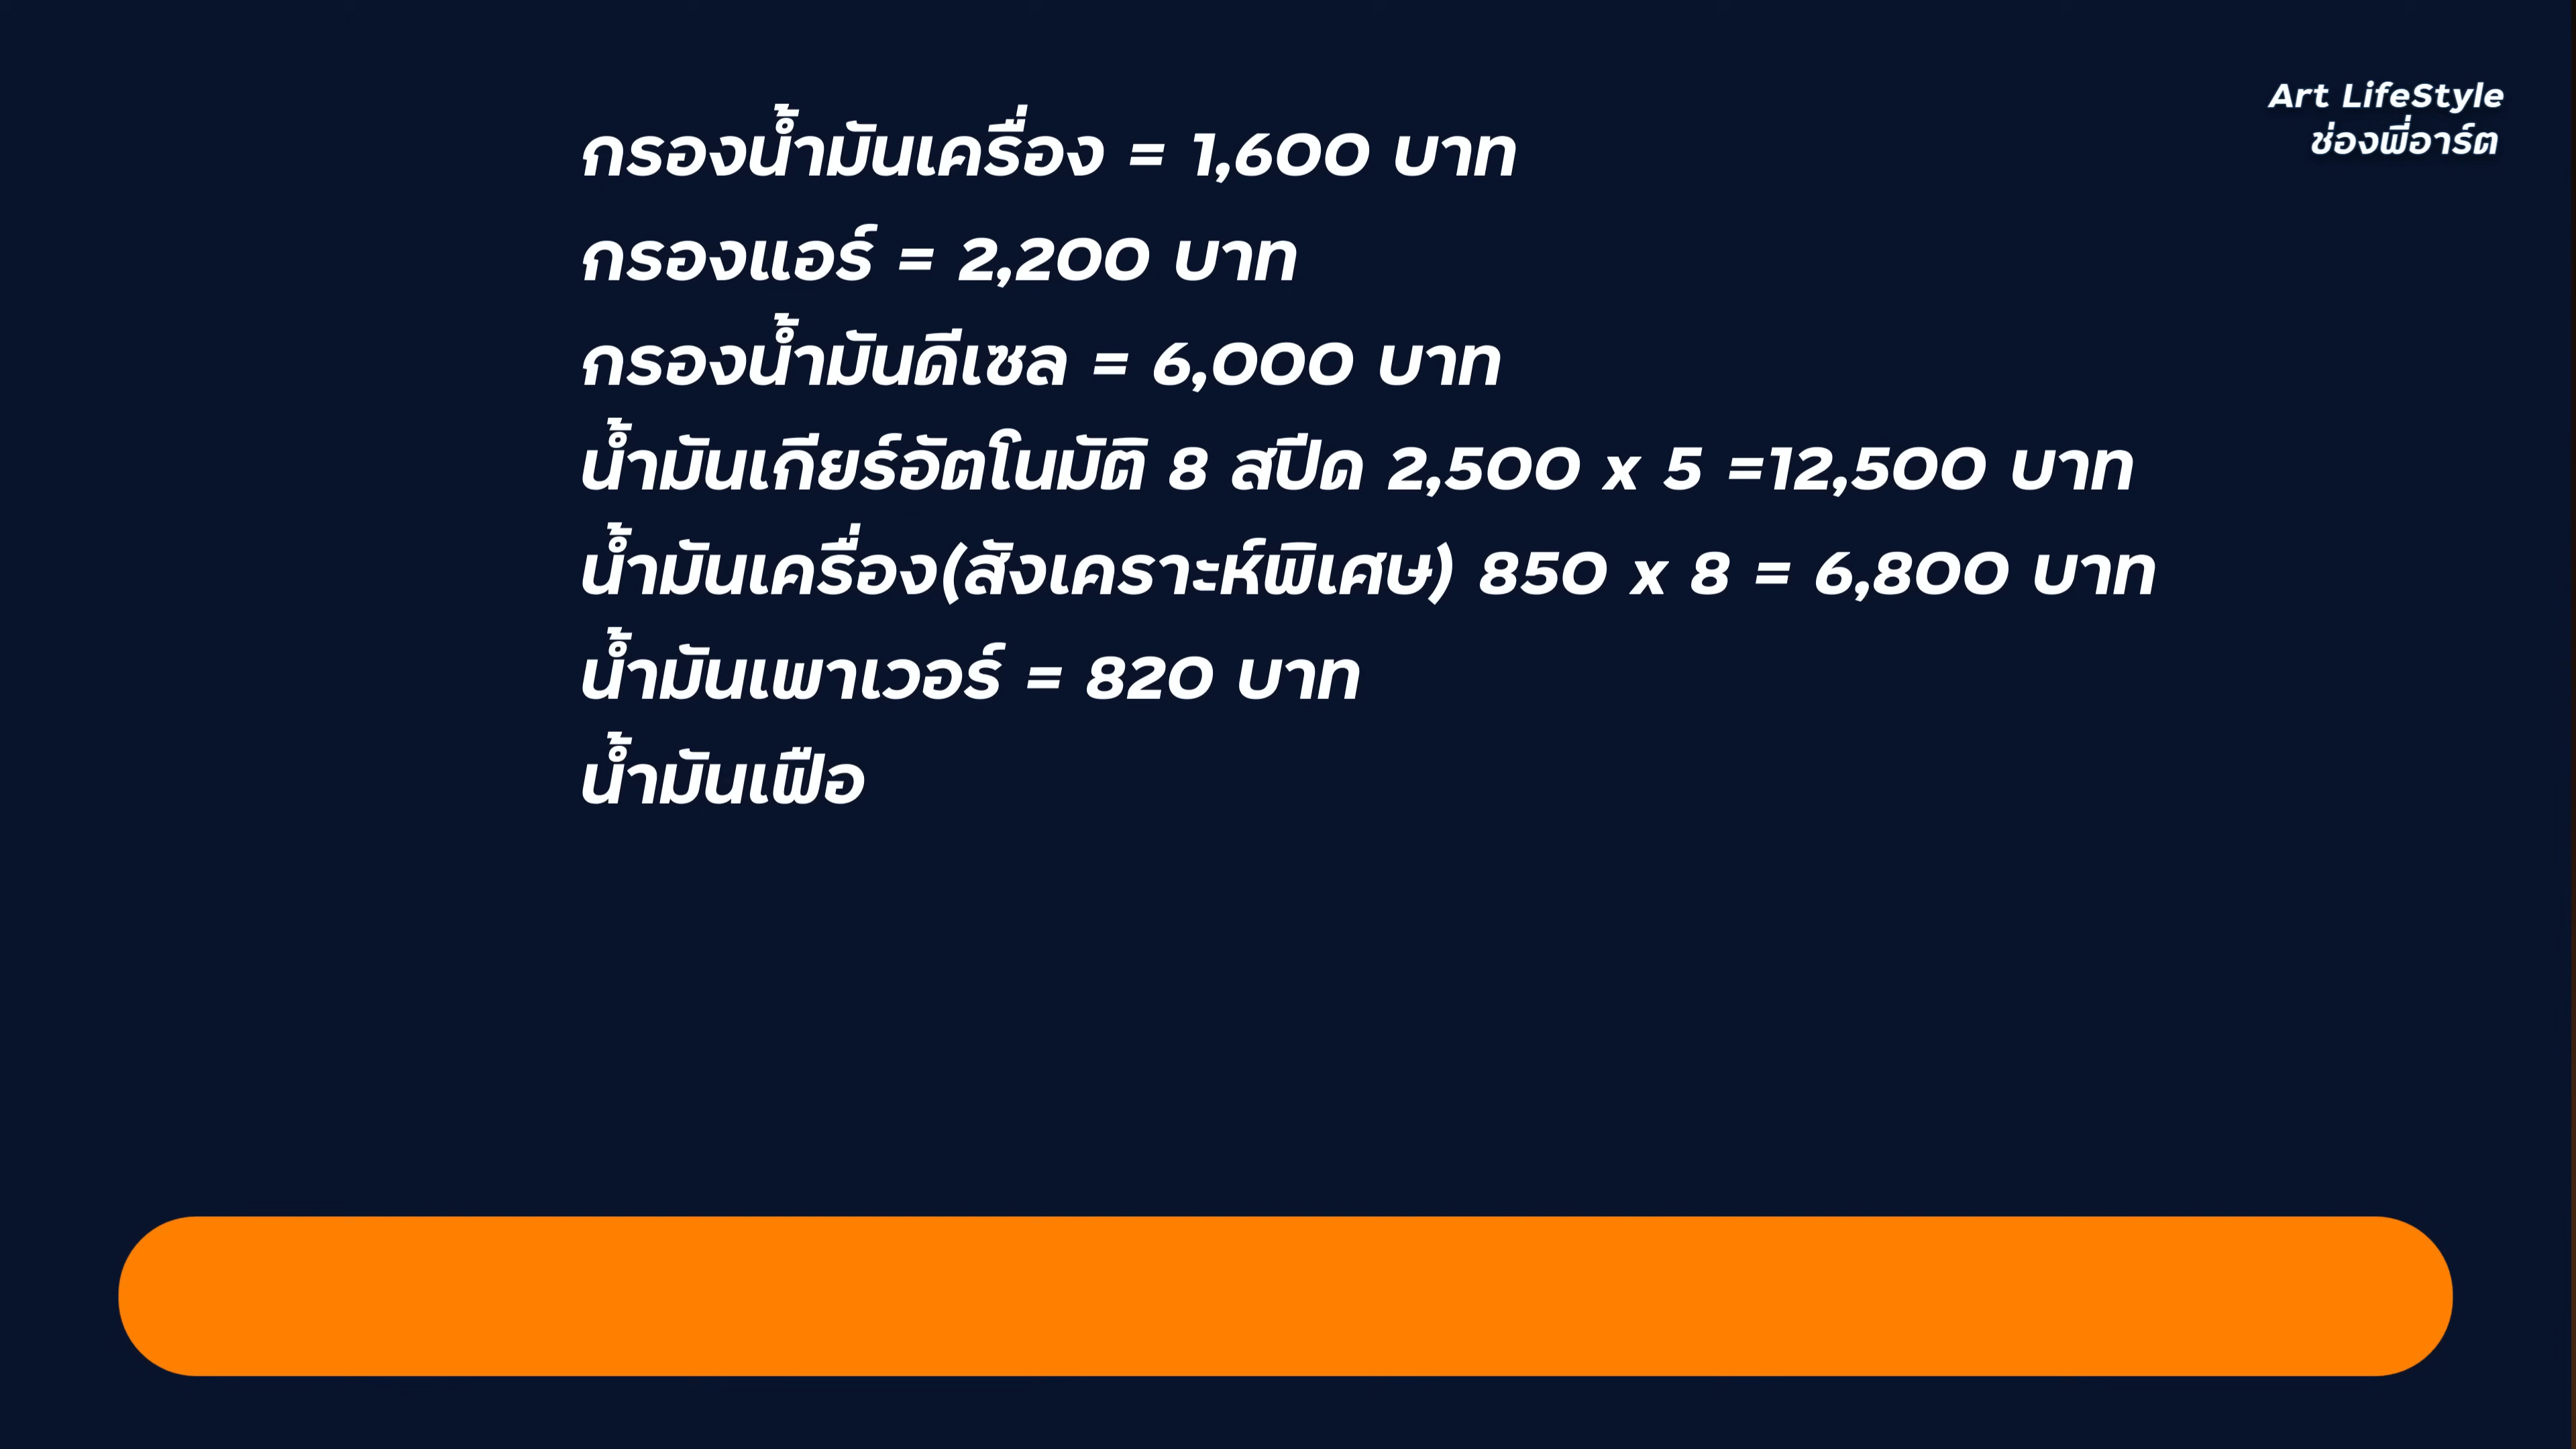 Art LifeStyle
ช่องพี่อาร์ต
กรองน้ำมันเครื่อง = 1,600 บาท
กรองแอร์ = 2,200 บาท
กรองน้ำมันดีเซล = 6,000 บาท
น้ำมันเกียร์อัตโนมัติ 8 สปีด 2,500 x 5 =12,500 บาท
น้ำมันเครื่อง(สังเคราะห์พิเศษ) 850 x 8 = 6,800 บาท
น้ำมันเพาเวอร์ = 820 บาท
น้ำมันเฟือ